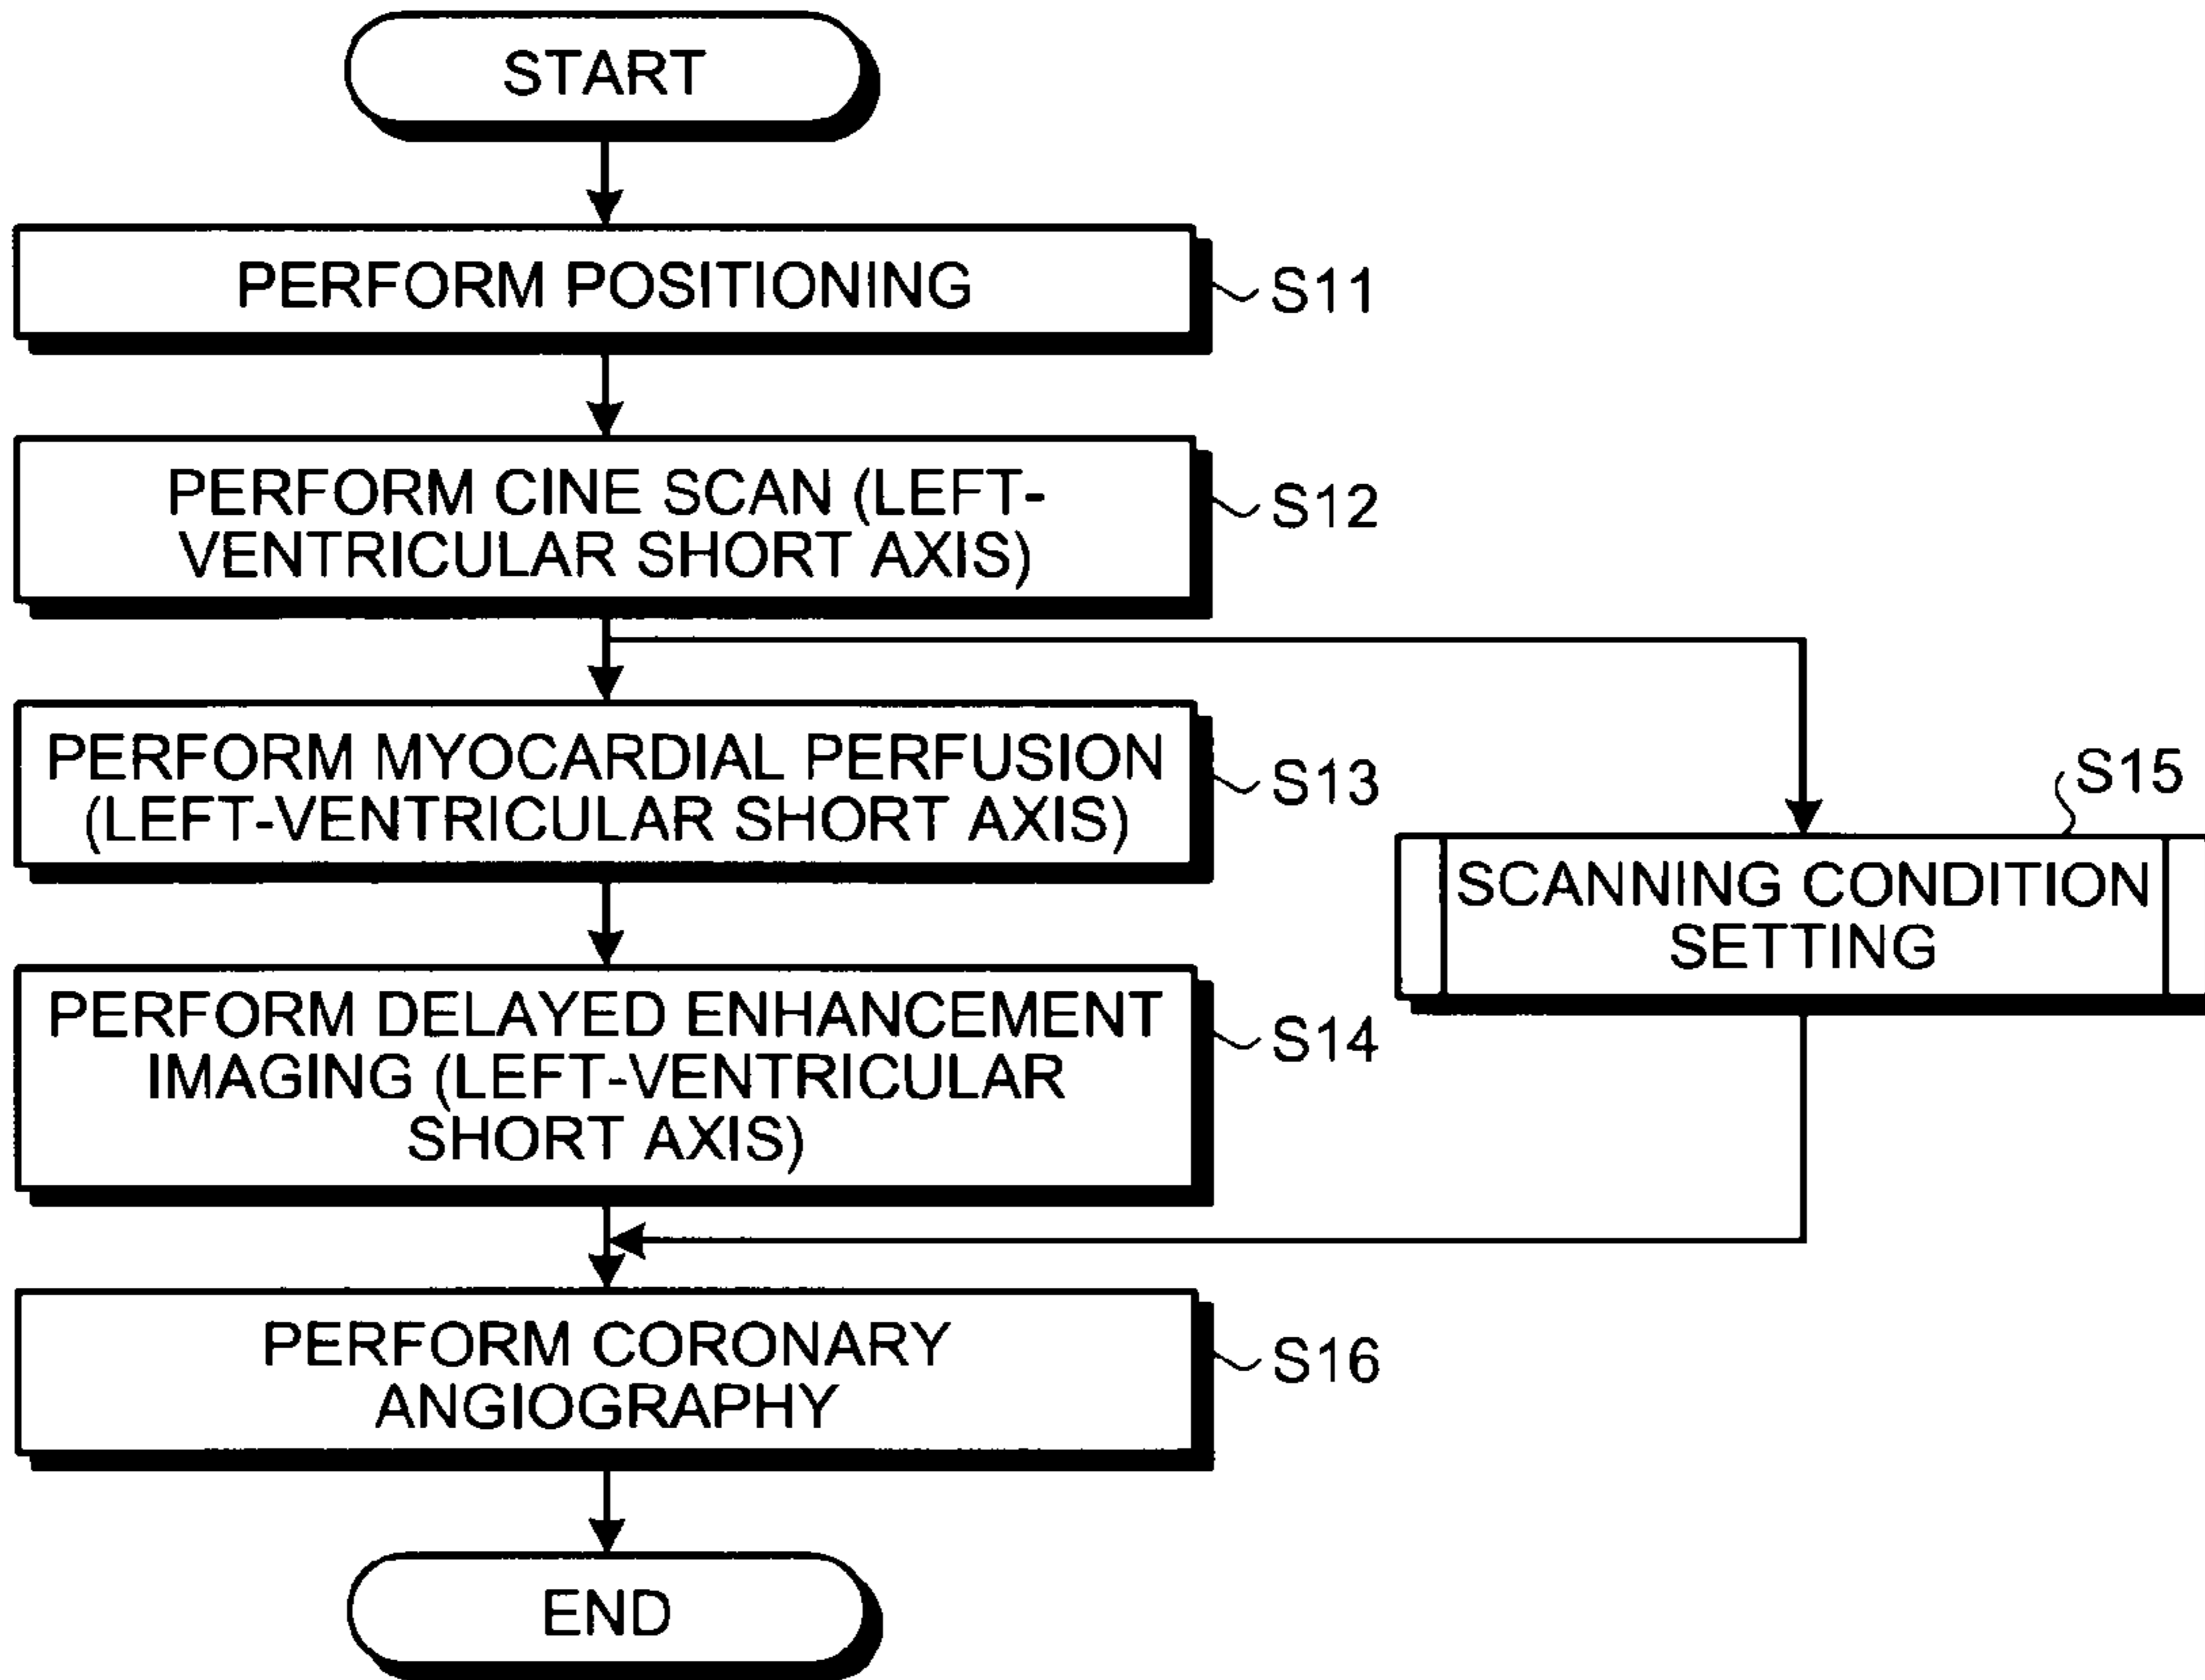 START
PERFORM POSITIONING
S11
PERFORM CINE SCAN (LEFT-
VENTRICULAR SHORT AXIS)
S12
PERFORM MYOCARDIAL PERFUSION
(LEFT-VENTRICULAR SHORT AXIS)
S13
S15
SCANNING CONDITION
SETTING
PERFORM DELAYED ENHANCEMENT
IMAGING (LEFT-VENTRICULAR
SHORT AXIS)
S14
PERFORM CORONARY
ANGIOGRAPHY
S16
END